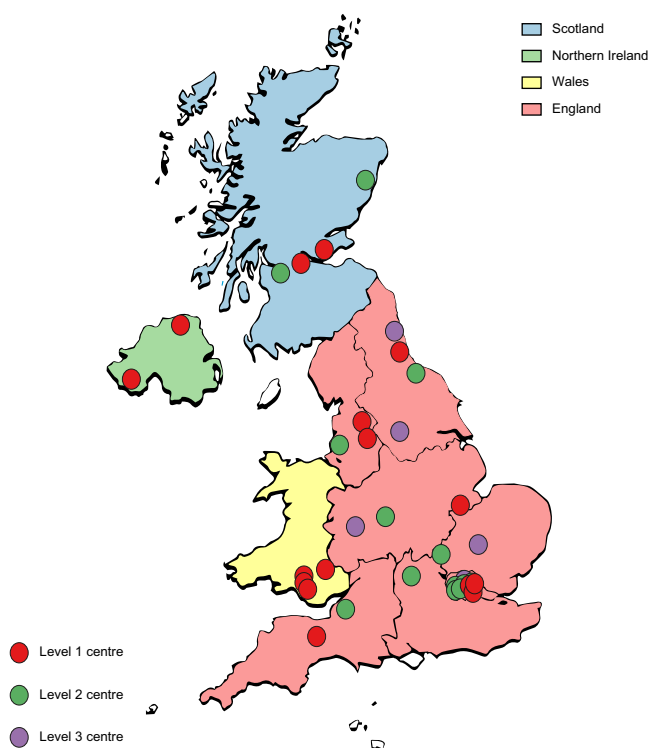 Scotland
Northern Ireland
Wales
England
Level 1 centre
Level 2 centre
Level 3 centre